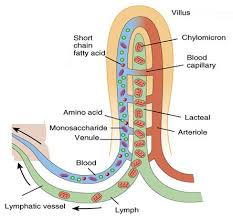 Villus
Short
chain
fatty acid
Chylomicron
Blood
capillary
Amino acid
Monosaccharide
Venule
Lacteal
Arteriole
Blood
Lymphatic vessel
Lymph